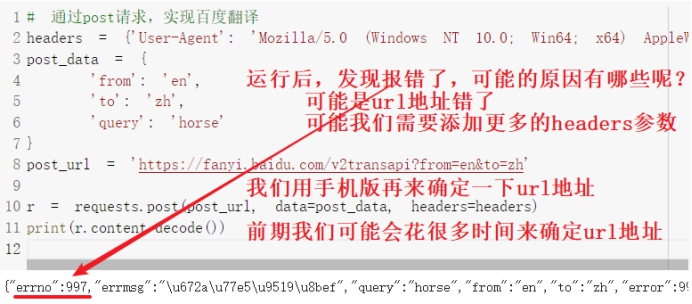 1 # 通过post请求，实现百度翻译
2 headers = {'User-Agent': 'Mozilla/5.0 (Windows NT 10.0; Win64; x64) AppleW
3 post_data = {
4 'from': 'en', 运行后，发现报错了，可能的原因有哪些呢？
5 'to': 'zh', 可能是url地址错了
6 'query': 'horse' 可能我们需要添加更多的headers参数
7 }
8 post_url = 'https://fanyi.baidu.com/v2transapi?from=en&to=zh'
9 我们用手机版再来确定一下url地址
10 r = requests.post(post_url, data=post_data, headers=headers)
11 print(r.content.decode()) 前期我们可能会花很多时间来确定url地址
12
{"errno":997,"errmsg":"\u672a\u77e5\u9519\u8bef","query":"horse","from":"en","to":"zh","error":99